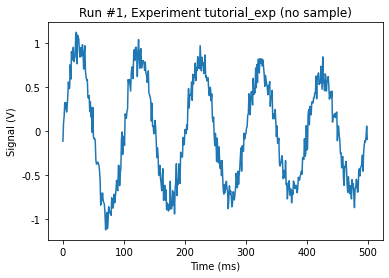 Run #1, Experiment tutorial_exp (no sample)
1
0.5
0
-0.5
-1
Signal (V)
0 100 200 300 400 500
Time (ms)